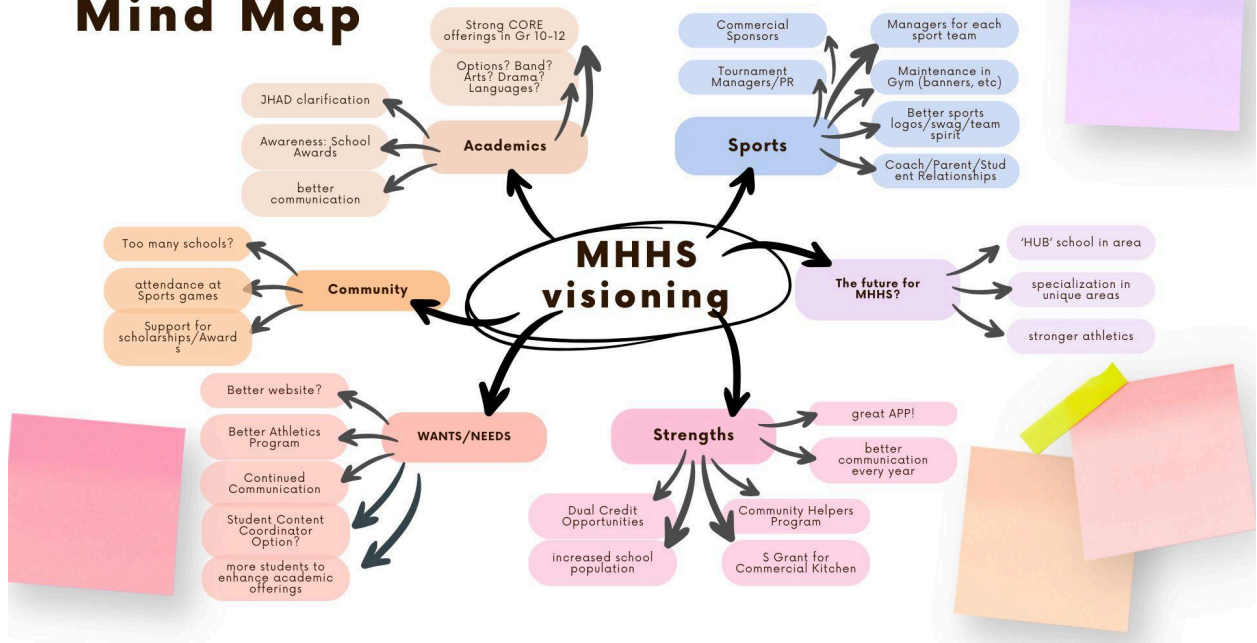 Mind Map
Strong CORE
offerings in Gr 10-12
Options? Band?
Arts? Drama?
Languages?
JHAD clarification
Awareness: School
Awards
better
communication
Academics
Commercial
Sponsors
Tournament
Managers/PR
Managers for each
sport team
Maintenance in
Gym (banners, etc)
Better sports
logos/swag/team
spirit
Coach/Parent/Stud
ent Relationships
Sports
MHHS
visioning
Too many schools?
attendance at
Sports games
Support for
scholarships/Award
s
Community
The future for
MHHS?
'HUB' school in area
specialization in
unique areas
stronger athletics
Better website?
Better Athletics
Program
Continued
Communication
Student Content
Coordinator
Option?
more students to
enhance academic
offerings
WANTS/NEEDS
Strengths
great APP!
better
communication
every year
Dual Credit
Opportunities
increased school
population
Community Helpers
Program
S Grant for
Commercial Kitchen